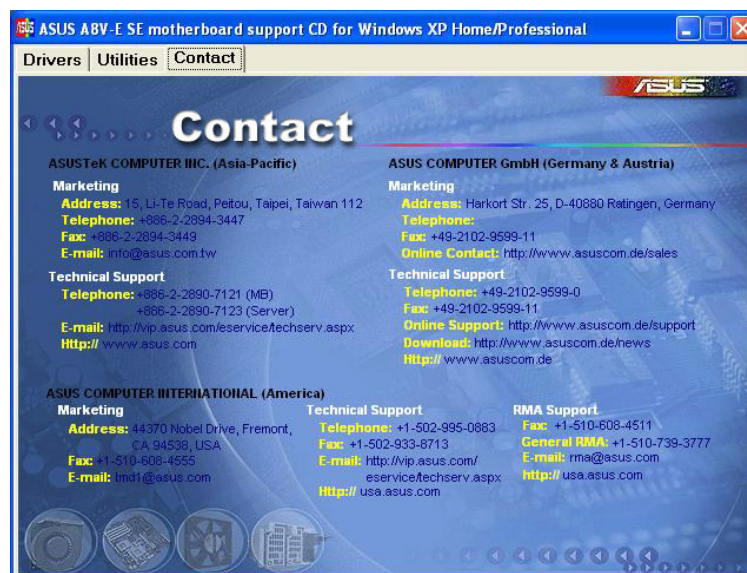 ASUS A8V-E SE motherboard support CD for Windows XP Home/Professional
Drivers Utilities Contact
ASUS
Contact
ASUSTeK COMPUTER INC. (Asia-Pacific)
Marketing
Address: 15, Li-Te Road, Peitou, Taipei, Taiwan 112
Telephone: +886-2-2894-3447
Fax: +886-2-2894-3449
E-mail: info@asus.com.tw
Technical Support
Telephone: +886-2-2890-7121 (MB)
+886-2-2890-7123 (Server)
E-mail: http://vip.asus.com/eservice/techserv.aspx
Http:// www.asus.com
ASUS COMPUTER GmbH (Germany & Austria)
Marketing
Address: Harkort Str. 25, D-40880 Ratingen, Germany
Telephone:
Fax: +49-2102-9599-11
Online Contact: http://www.asuscom.de/sales
Technical Support
Telephone: +49-2102-9599-0
Fax: +49-2102-9599-11
Online Support: http://www.asuscom.de/support
Download: http://www.asuscom.de/news
Http:// www.asuscom.de
ASUS COMPUTER INTERNATIONAL (America)
Marketing
Address: 44370 Nobel Drive, Fremont,
CA 94538, USA
Fax: +1-510-608-4555
E-mail: tmd1@asus.com
Technical Support
Telephone: +1-502-995-0883
Fax: +1-502-933-8713
E-mail: http://vip.asus.com/
eservice/techserv.aspx
Http:// usa.asus.com
RMA Support
Fax: +1-510-608-4511
General RMA: +1-510-739-3777
E-mail: rma@asus.com
http:// usa.asus.com